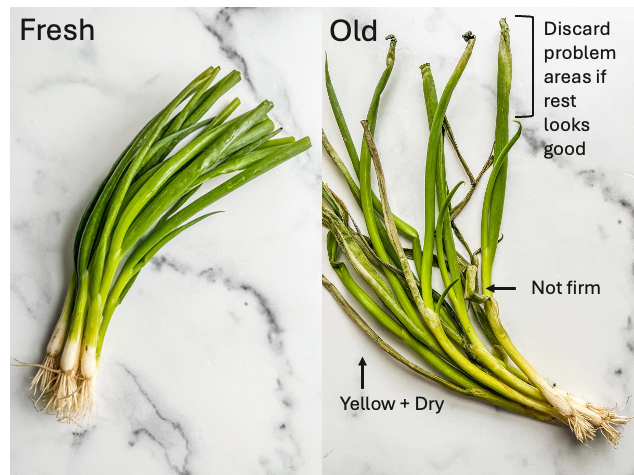 Fresh
Old
Discard
problem
areas if
rest
looks
good
Not firm
Yellow + Dry